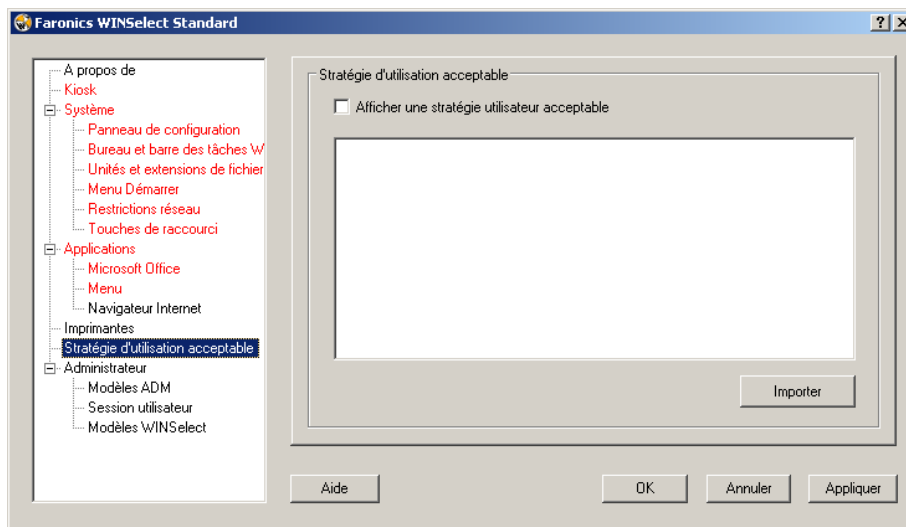 Faronics WINSelect Standard
A propos de
Kiosk
Système
Panneau de configuration
Bureau et barre des tâches W
Unités et extensions de fichier
Menu Démarrer
Restrictions réseau
Touches de raccourci
Applications
Microsoft Office
Menu
Navigateur Internet
Imprimantes
Stratégie d'utilisation acceptable
Administrateur
Modèles ADM
Session utilisateur
Modèles WINSelect
Stratégie d'utilisation acceptable
Afficher une stratégie utilisateur acceptable
Importer
Aide
OK
Annuler
Appliquer